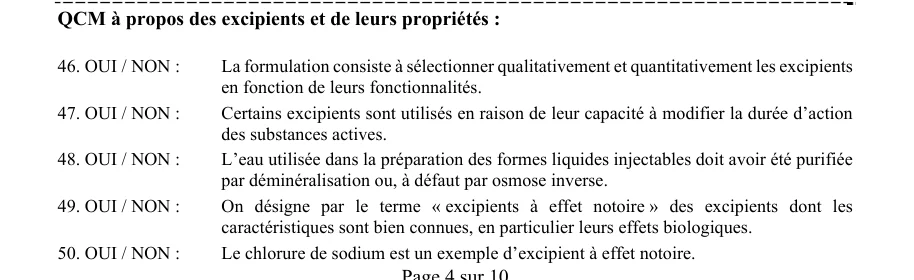 QCM à propos des excipients et de leurs propriétés :
46. OUI / NON : La formulation consiste à sélectionner qualitativement et quantitativement les excipients
en fonction de leurs fonctionnalités.
47. OUI / NON : Certains excipients sont utilisés en raison de leur capacité à modifier la durée d’action
des substances actives.
48. OUI / NON : L’eau utilisée dans la préparation des formes liquides injectables doit avoir été purifiée
par déminéralisation ou, à défaut par osmose inverse.
49. OUI / NON : On désigne par le terme « excipients à effet notoire » des excipients dont les
caractéristiques sont bien connues, en particulier leurs effets biologiques.
50. OUI / NON : Le chlorure de sodium est un exemple d’excipient à effet notoire.
Page 4 sur 10